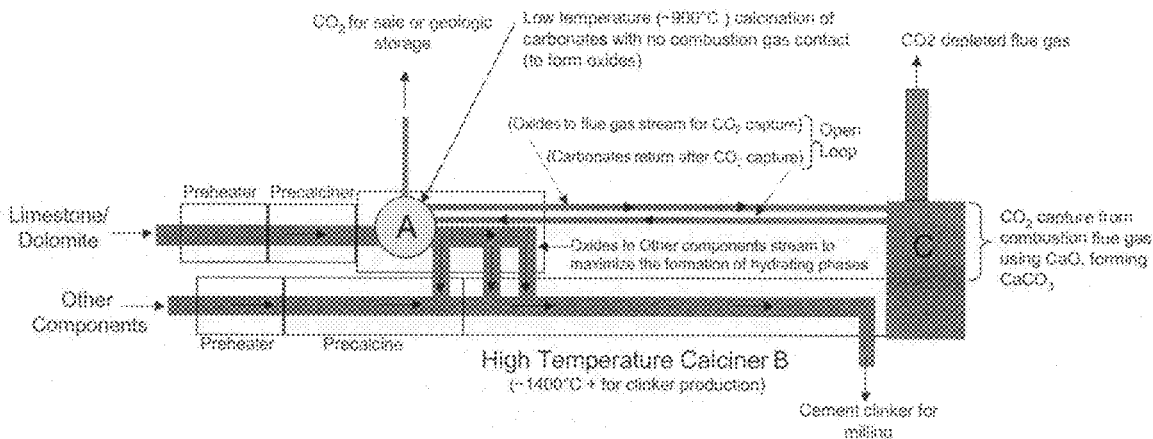 CO2 for sale or geologic
storage
Low temperature (~900°C ) calcination of
carbonates with no combustion gas contact
(to form oxides)
CO2 depleted flue gas
(Oxides to flue gas stream for CO2 capture)
(Carbonates return after CO2 capture)
Open
Loop
Preheater
Precalciner
Limestone/
Dolomite
A
C
CO2 capture from
combustion flue gas
using CaO, forming
CaCO3
Oxides to Other components stream to
maximize the formation of hydrating phases
Other
Components
Preheater
Precalcine
High Temperature Calciner B
(~1400°C + for clinker production)
Cement clinker for
milling